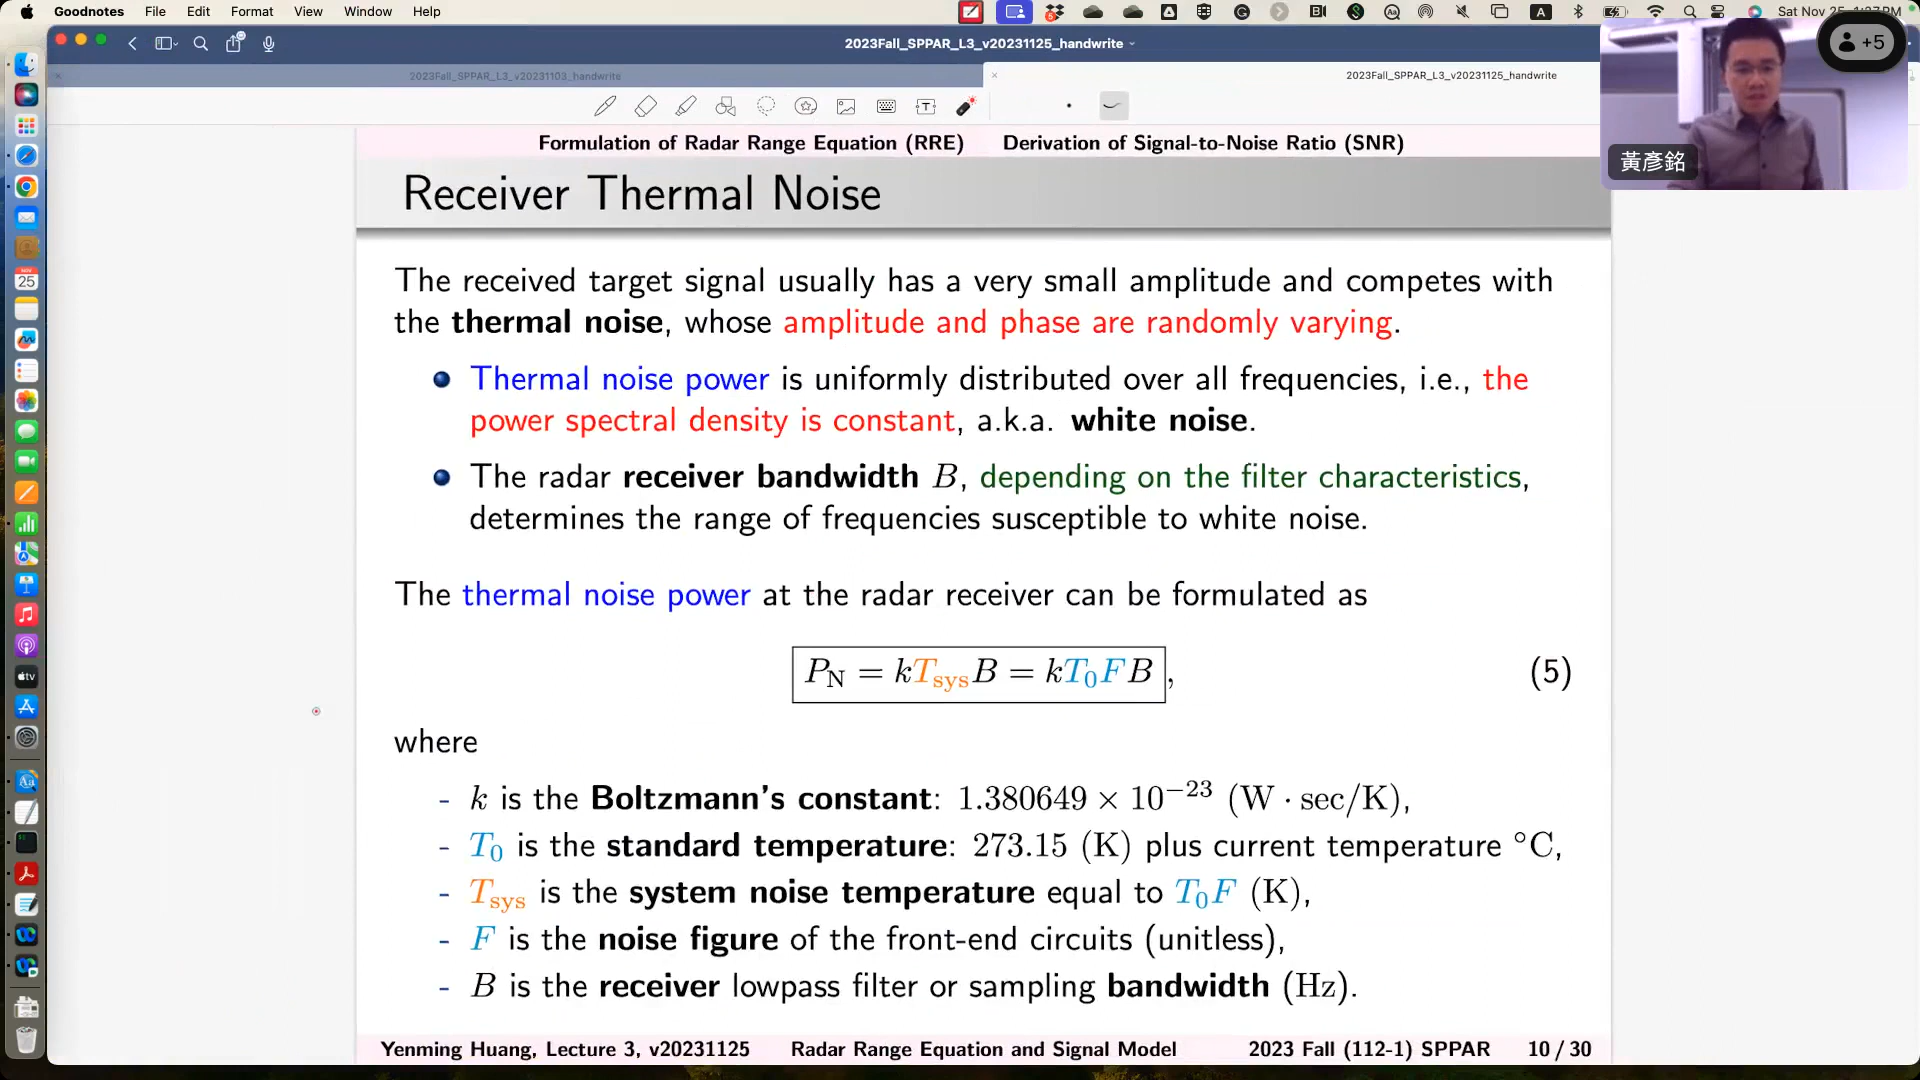 Goodnotes File Edit Format View Window Help
2023Fall_SPPAR_L3_v20231125_handwrite
+5
2023Fall_SPPAR_L3_v20231103_handwrite 2023Fall_SPPAR_L3_v20231125_handwrite
黃彥銘
Formulation of Radar Range Equation (RRE) Derivation of Signal-to-Noise Ratio (SNR)
Receiver Thermal Noise
The received target signal usually has a very small amplitude and competes with
the thermal noise, whose amplitude and phase are randomly varying.
Thermal noise power is uniformly distributed over all frequencies, i.e., the
power spectral density is constant, a.k.a. white noise.
The radar receiver bandwidth B, depending on the filter characteristics,
determines the range of frequencies susceptible to white noise.
The thermal noise power at the radar receiver can be formulated as
P_N = kT_sys B = kT_0 F B, (5)
where
- k is the Boltzmann's constant: 1.380649 × 10^−23 (W · sec/K),
- T_0 is the standard temperature: 273.15 (K) plus current temperature °C,
- T_sys is the system noise temperature equal to T_0 F (K),
- F is the noise figure of the front-end circuits (unitless),
- B is the receiver lowpass filter or sampling bandwidth (Hz).
Yenming Huang, Lecture 3, v20231125 Radar Range Equation and Signal Model 2023 Fall (112-1) SPPAR 10 / 30